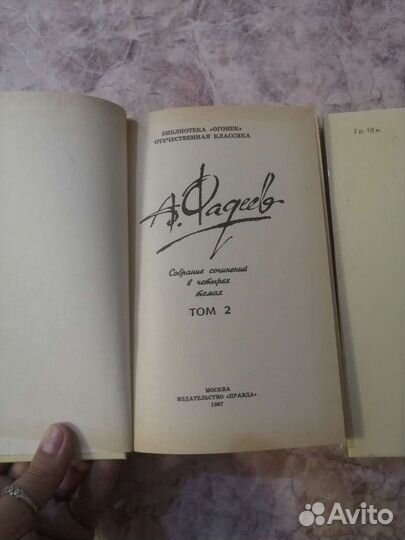 БИБЛИОТЕКА «ОГОНЕК»
ОТЕЧЕСТВЕННАЯ КЛАССИКА
А. Фадеев
Собрание сочинений
в четырех
томах
ТОМ 2
МОСКВА
ИЗДАТЕЛЬСТВО «ПРАВДА»
1987
2 р. 10 к.
Avito